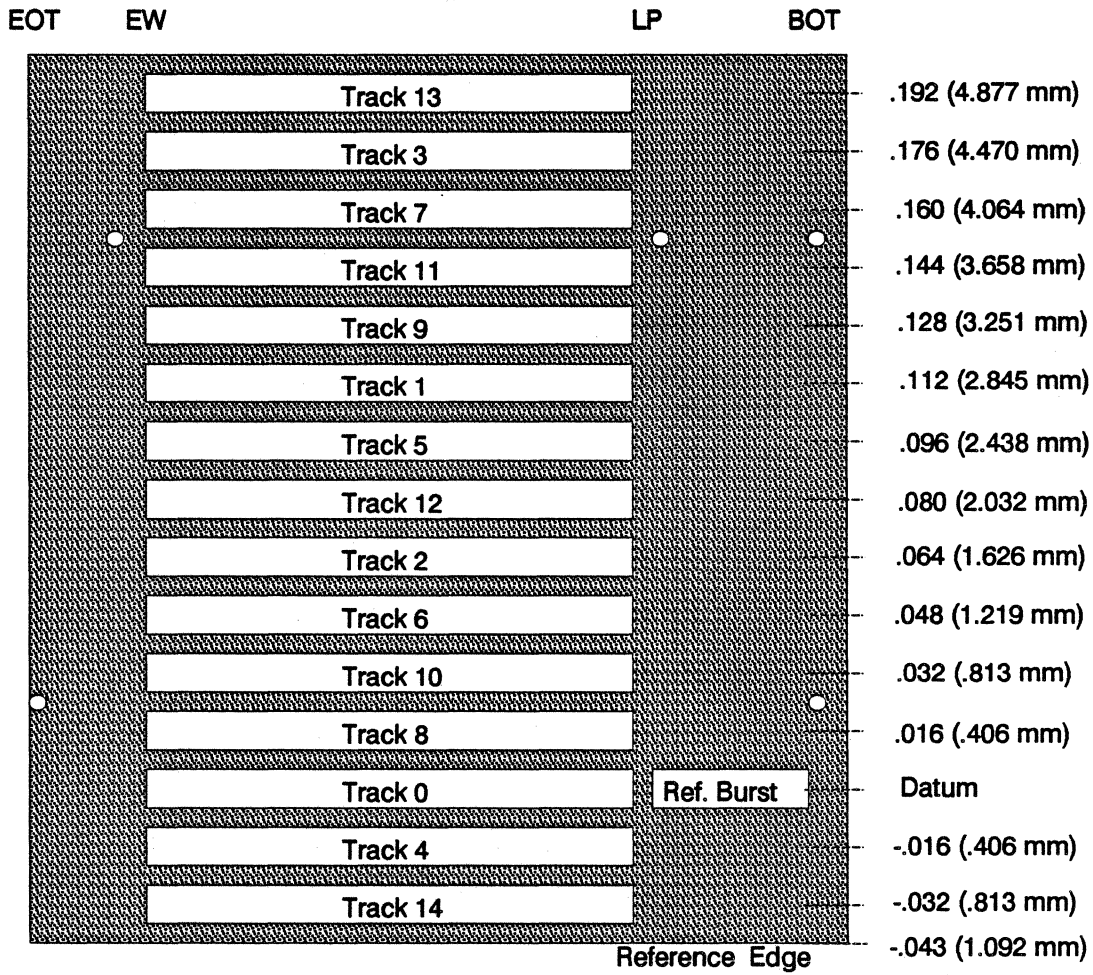 EOT EW LP BOT
Track 13 .192 (4.877 mm)
Track 3 .176 (4.470 mm)
Track 7 .160 (4.064 mm)
Track 11 .144 (3.658 mm)
Track 9 .128 (3.251 mm)
Track 1 .112 (2.845 mm)
Track 5 .096 (2.438 mm)
Track 12 .080 (2.032 mm)
Track 2 .064 (1.626 mm)
Track 6 .048 (1.219 mm)
Track 10 .032 (.813 mm)
Track 8 .016 (.406 mm)
Track 0 Ref. Burst Datum
Track 4 -.016 (.406 mm)
Track 14 -.032 (.813 mm)
Reference Edge -.043 (1.092 mm)